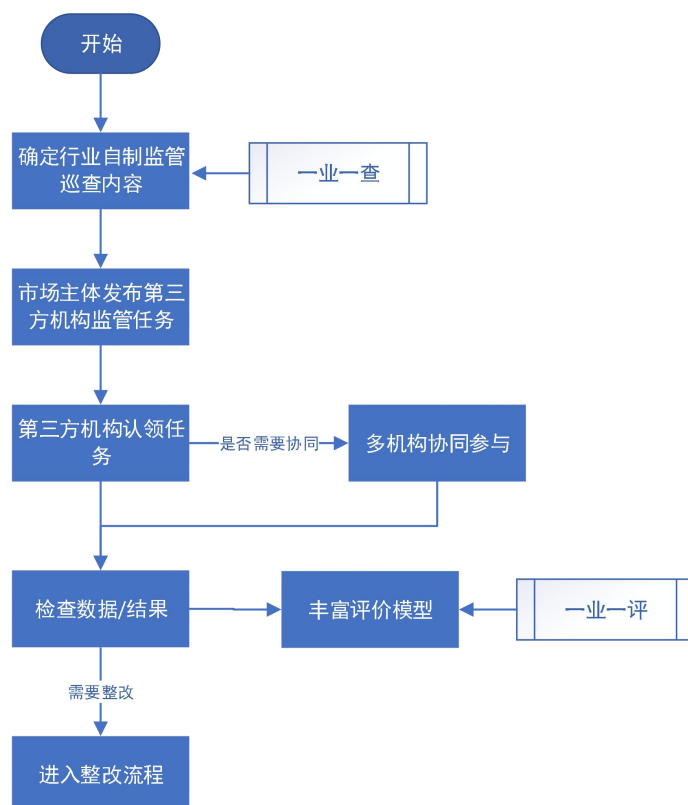 开始
确定行业自制监管
巡查内容
一业一查
市场主体发布第三
方机构监管任务
第三方机构认领任
务
是否需要协同
多机构协同参与
检查数据/结果
丰富评价模型
一业一评
需要整改
进入整改流程